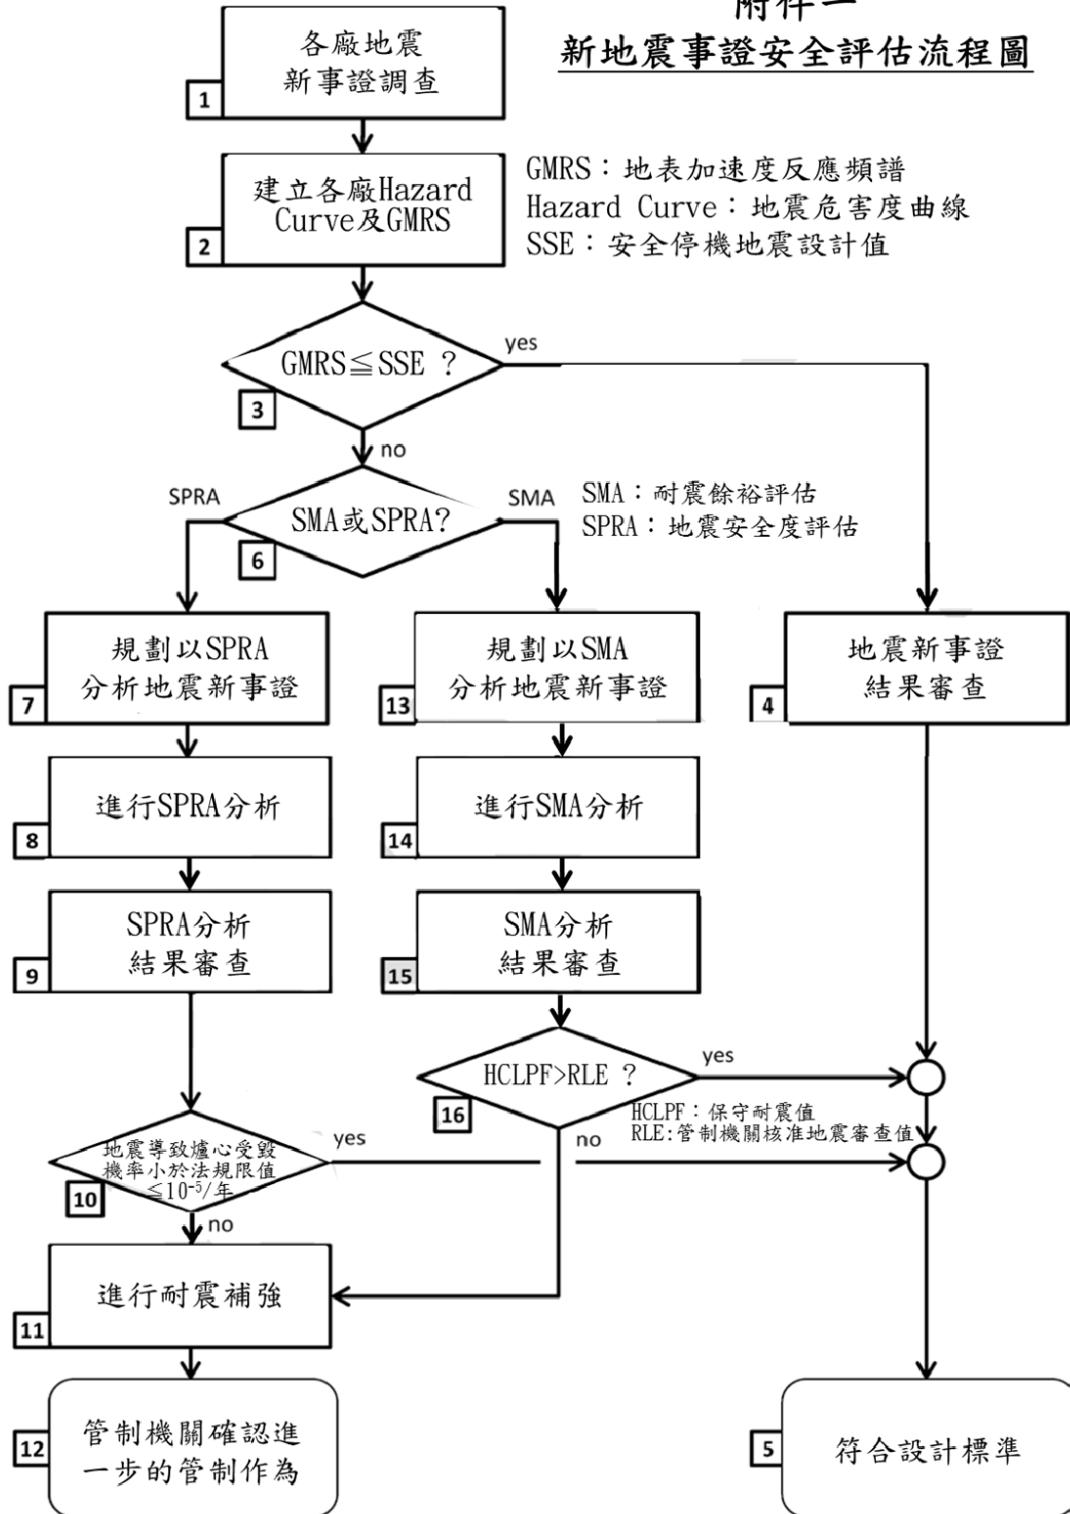 附件一
新地震事證安全評估流程圖
各廠地震
新事證調查
1
建立各廠Hazard
Curve及GMRS
2
GMRS：地表加速度反應頻譜
Hazard Curve：地震危害度曲線
SSE：安全停機地震設計值
GMRS≦SSE ？
yes
3
no
SPRA
SMA或SPRA?
SMA
6
SMA：耐震餘裕評估
SPRA：地震安全度評估
規劃以SPRA
分析地震新事證
7
規劃以SMA
分析地震新事證
13
地震新事證
結果審查
4
進行SPRA分析
8
進行SMA分析
14
SPRA分析
結果審查
9
SMA分析
結果審查
15
HCLPF>RLE ？
yes
16
no
HCLPF：保守耐震值
RLE:管制機關核准地震審查值
地震導致爐心受毀
機率小於法規限值
≦10⁻⁵/年
yes
10
no
進行耐震補強
11
管制機關確認進
一步的管制作為
12
符合設計標準
5